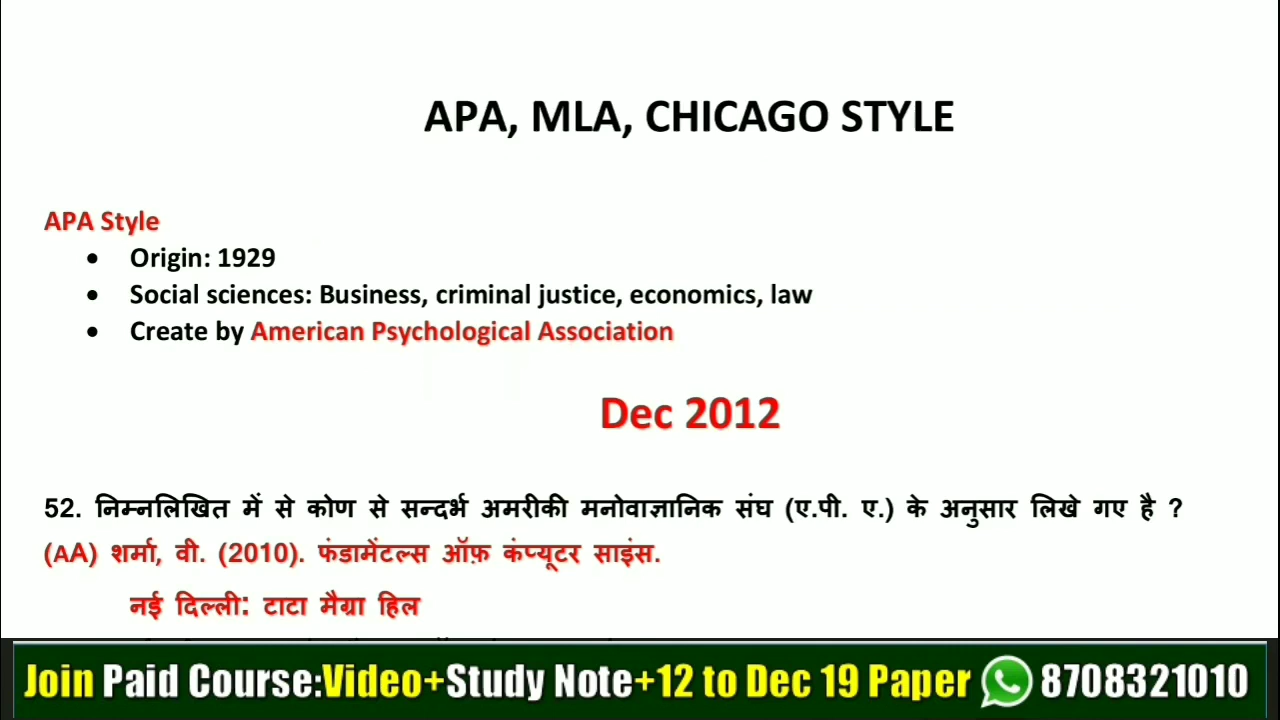 APA, MLA, CHICAGO STYLE
APA Style
• Origin: 1929
• Social sciences: Business, criminal justice, economics, law
• Create by American Psychological Association
Dec 2012
52. निम्नलिखित में से कोण से सन्दर्भ अमरीकी मनोवाज्ञानिक संघ (ए.पी. ए.) के अनुसार लिखे गए है ?
(AA) शर्मा, वी. (2010). फंडामेंटल्स ऑफ़ कंप्यूटर साइंस.
नई दिल्ली: टाटा मैग्रा हिल
Join Paid Course:Video+Study Note+12 to Dec 19 Paper 8708321010